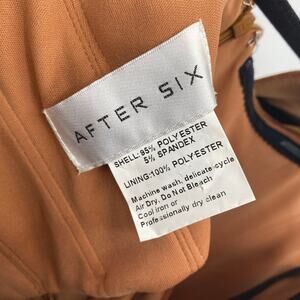 AFTER SIX
SHELL: 95% POLYESTER
5% SPANDEX
LINING:100% POLYESTER
Machine wash, delicate cycle
Air Dry. Do Not Bleach
Cool iron or
Professionally dry clean